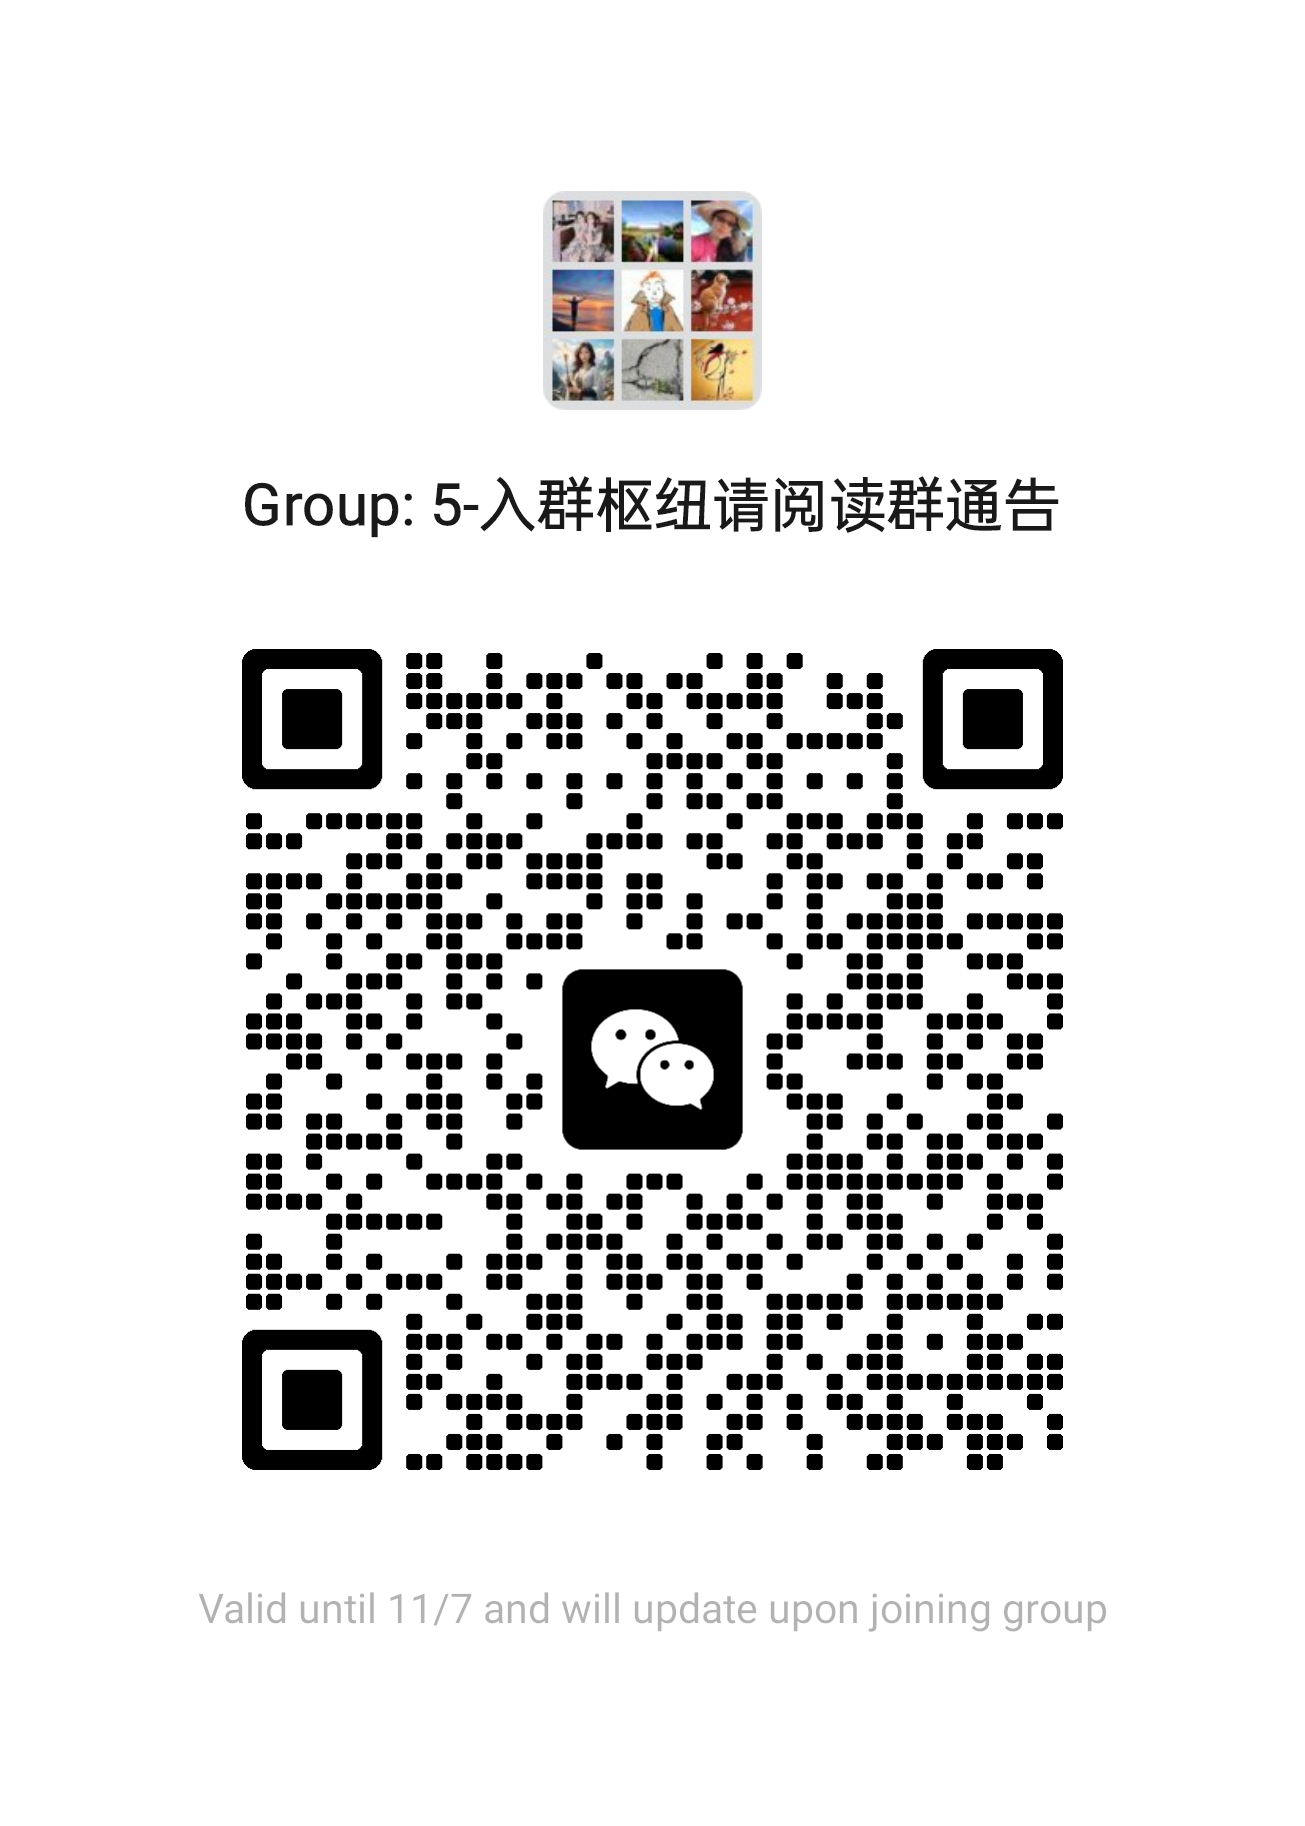 Group: 5-入群枢纽请阅读群通告
Valid until 11/7 and will update upon joining group